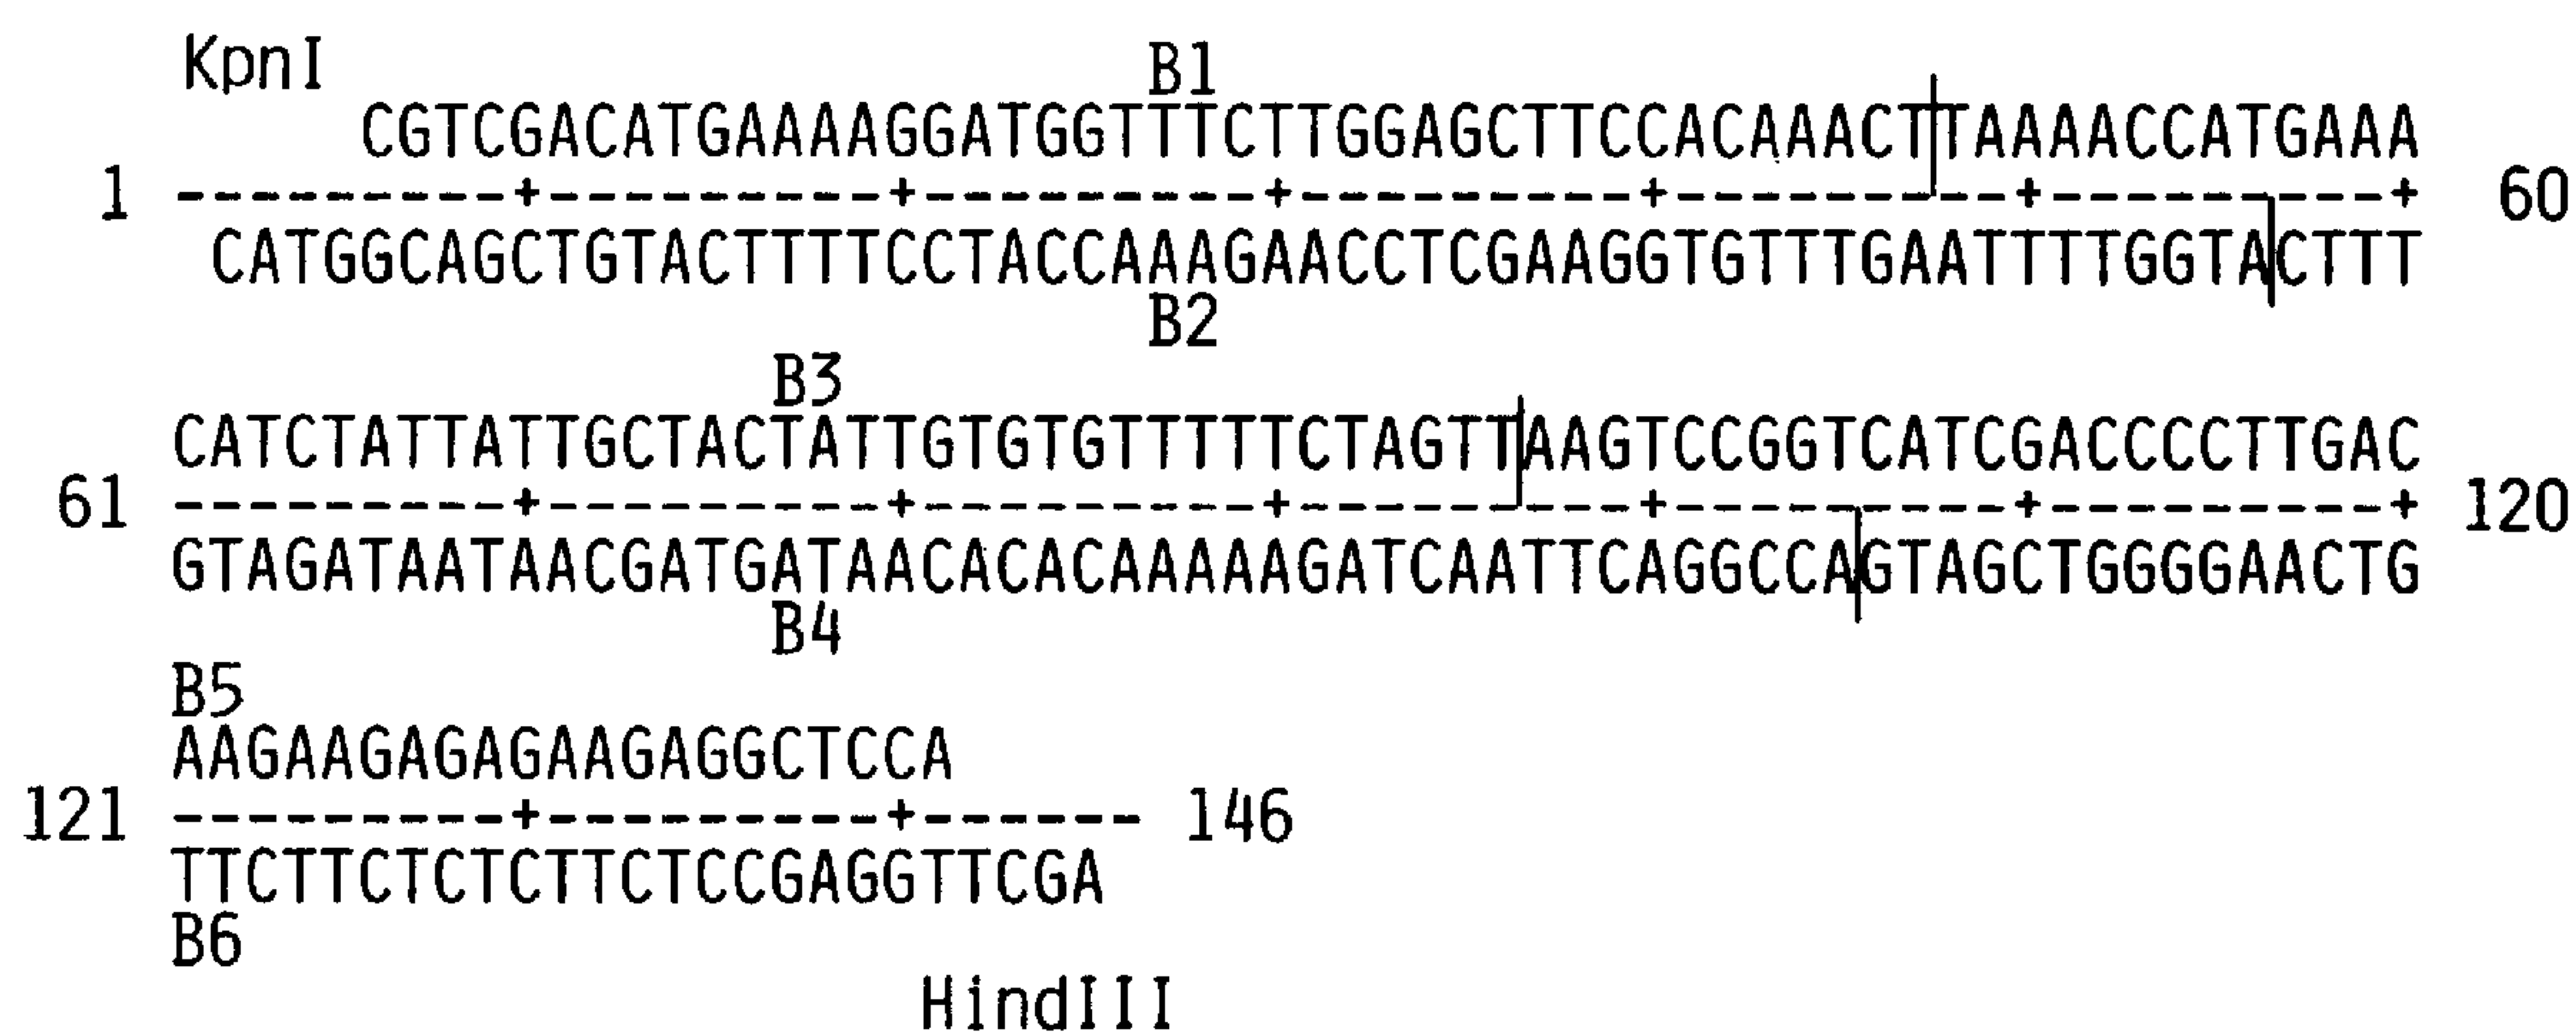 KpnI
B1
CGTCGACATGAAAAGGATGGTTTCTTGGAGCTTCCACAAACTTAAAACCATGAAA
1 ---------+---------+---------+---------+---------+---------+ 60
CATGGCAGCTGTACTTTTCCTACCAAAGAACCTCGAAGGTGTTTGAATTTTGGTACTTT
B2
B3
CATCTATTATTGCTACTATTGTGTGTTTTTCTAGTTAAGTCCGGTCATCGACCCCTTGAC
61 ---------+---------+---------+---------+---------+---------+ 120
GTAGATAATAACGATGATAACACACAAAAAGATCAATTCAGGCCAGTAGCTGGGGAACTG
B4
B5
AAGAAGAGAGAAGAGGCTCCA
121 ---------+---------+------ 146
TTCTTCTCTCTTCTCCGAGGTTCGA
B6
HindIII